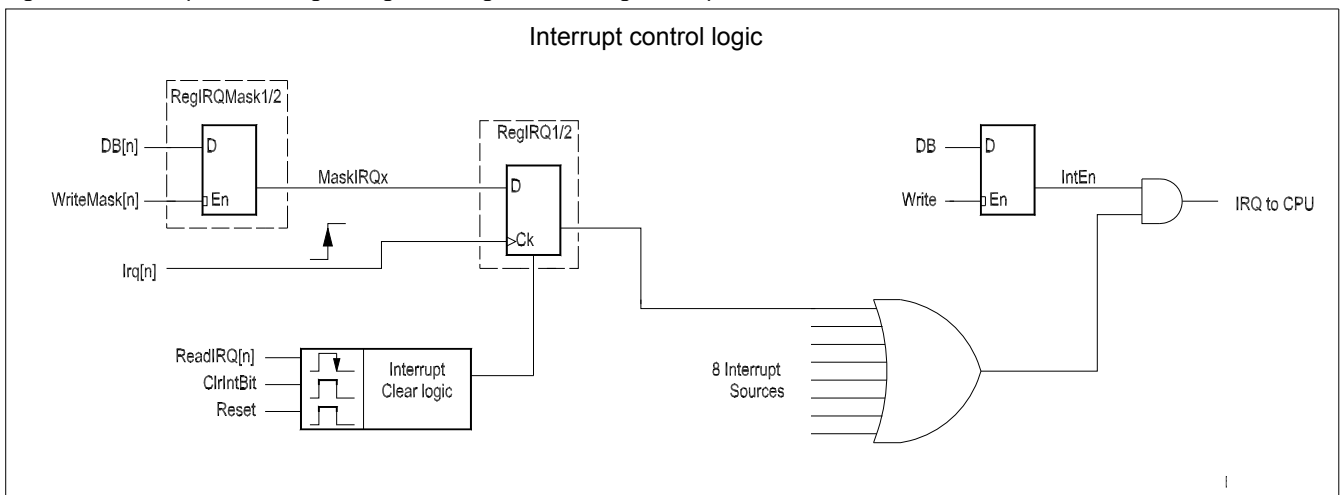 Interrupt control logic
RegIRQMask1/2
DB[n]
D
WriteMask[n]
En
MaskIRQx
RegIRQ1/2
D
Ck
Irq[n]
DB
D
Write
En
IntEn
IRQ to CPU
ReadIRQ[n]
ClrIntBit
Reset
Interrupt
Clear logic
8 Interrupt
Sources